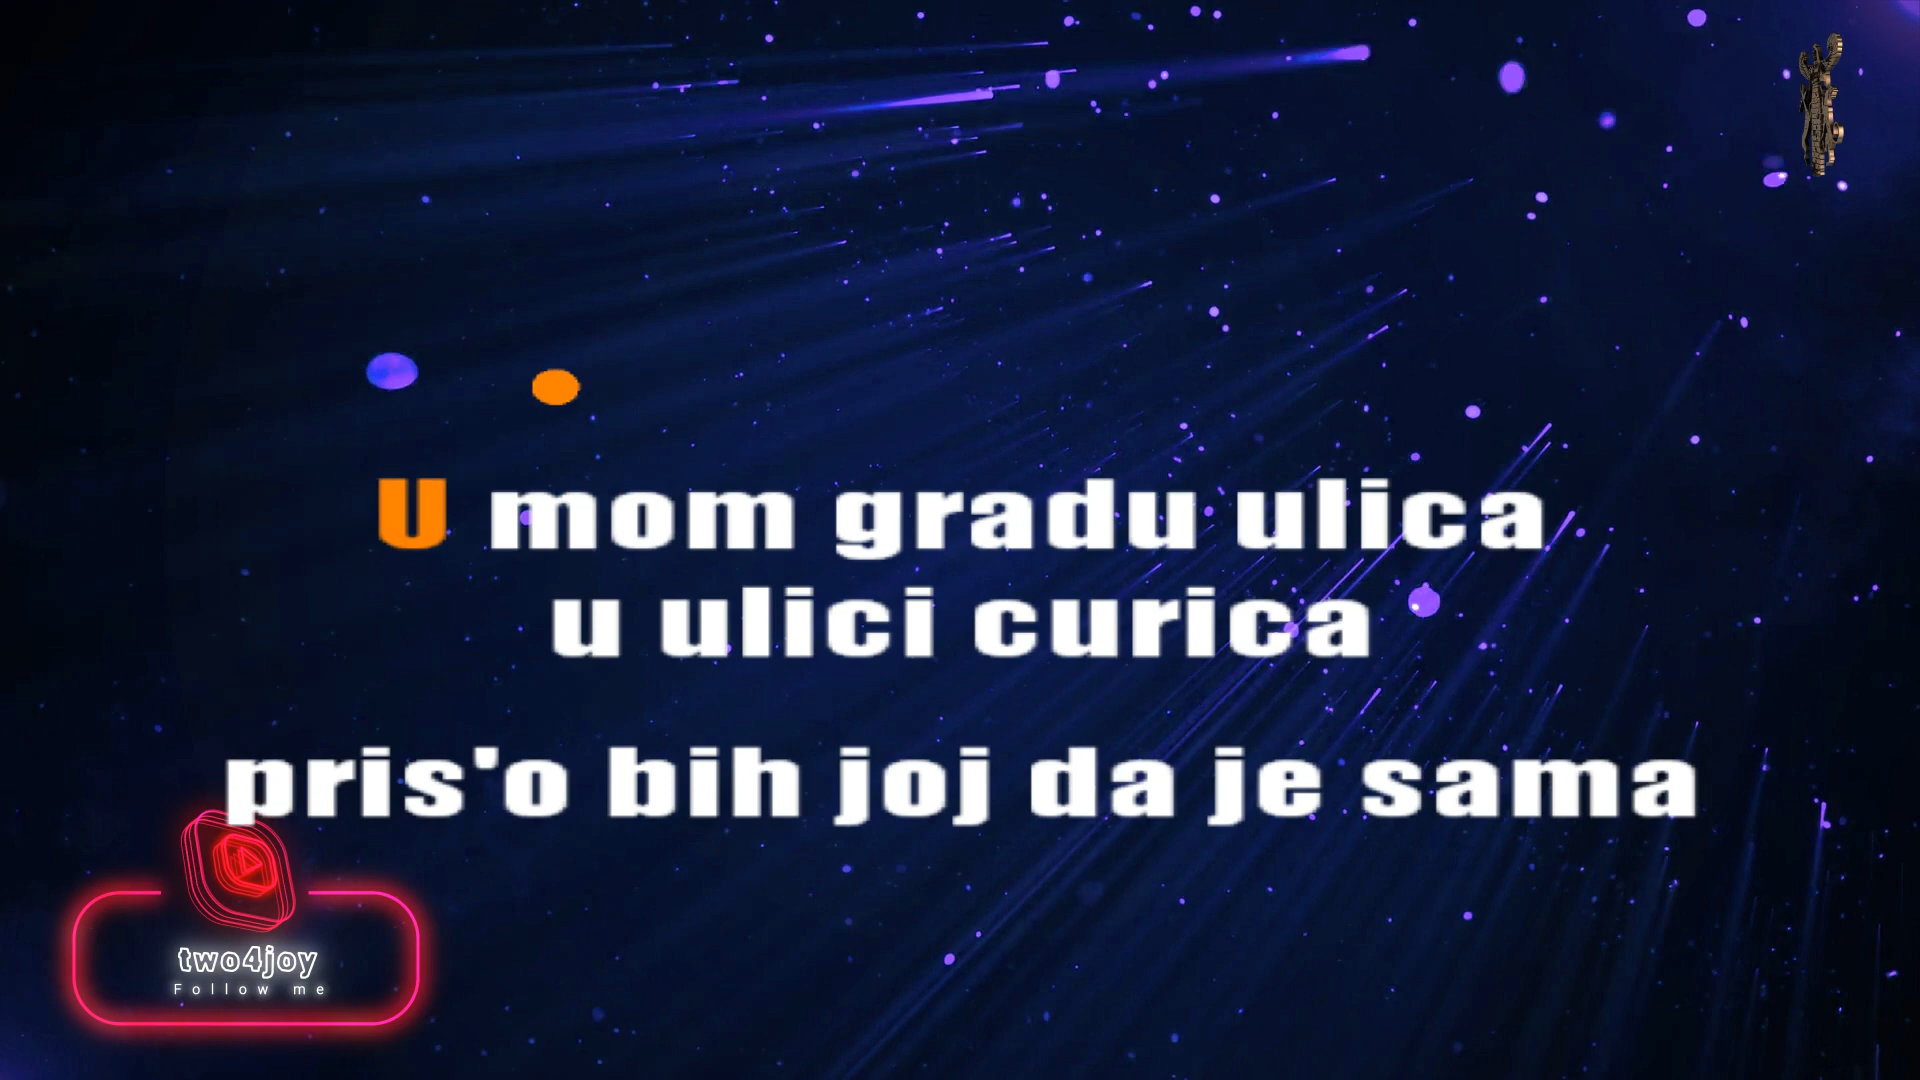 U mom gradu ulica
u ulici curica
pris'o bih joj da je sama
two4joy
Follow me